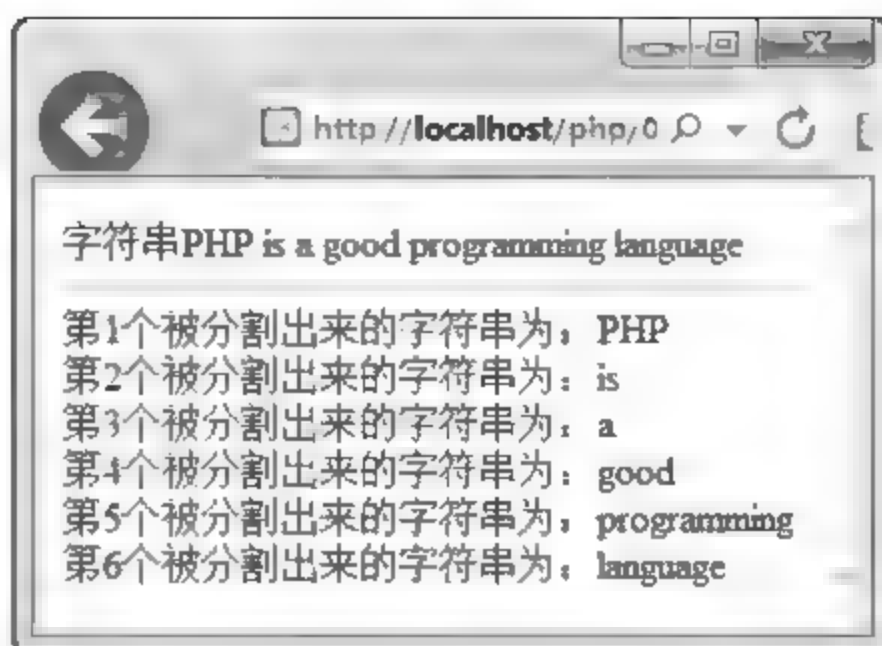 http://localhost/php/0
字符串PHP is a good programming language
第1个被分割出来的字符串为：PHP
第2个被分割出来的字符串为：is
第3个被分割出来的字符串为：a
第4个被分割出来的字符串为：good
第5个被分割出来的字符串为：programming
第6个被分割出来的字符串为：language